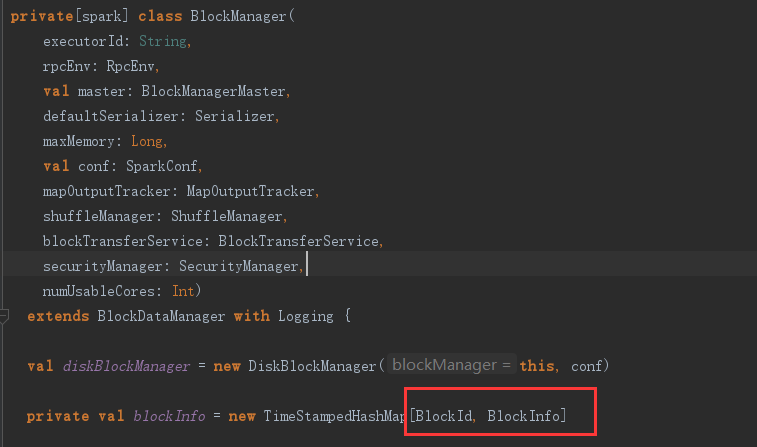 private[spark] class BlockManager(
executorId: String,
rpcEnv: RpcEnv,
val master: BlockManagerMaster,
defaultSerializer: Serializer,
maxMemory: Long,
val conf: SparkConf,
mapOutputTracker: MapOutputTracker,
shuffleManager: ShuffleManager,
blockTransferService: BlockTransferService,
securityManager: SecurityManager,
numUsableCores: Int)
extends BlockDataManager with Logging {
val diskBlockManager = new DiskBlockManager( blockManager = this, conf)
private val blockInfo = new TimeStampedHashMap[BlockId, BlockInfo]